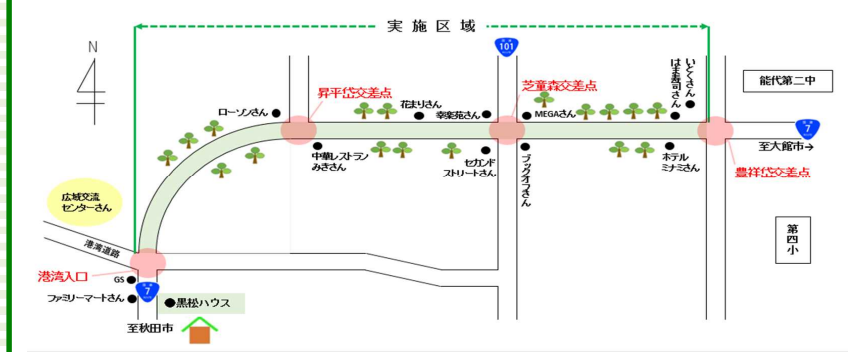 実施区域
N
国道
101
昇平岱交差点
芝童森交差点
いとくさん
はま寿司さん
能代第二中
ローソンさん
花まりさん
幸楽苑さん
MEGAさん
7
至大館市→
中華レストラン
みきさん
セカンド
ストリートさん
ブックオフさん
ホテル
ミナミさん
豊祥岱交差点
広域交流
センターさん
第四小
港湾道路
港湾入口
GS
7
ファミリーマートさん
黒松ハウス
至秋田市